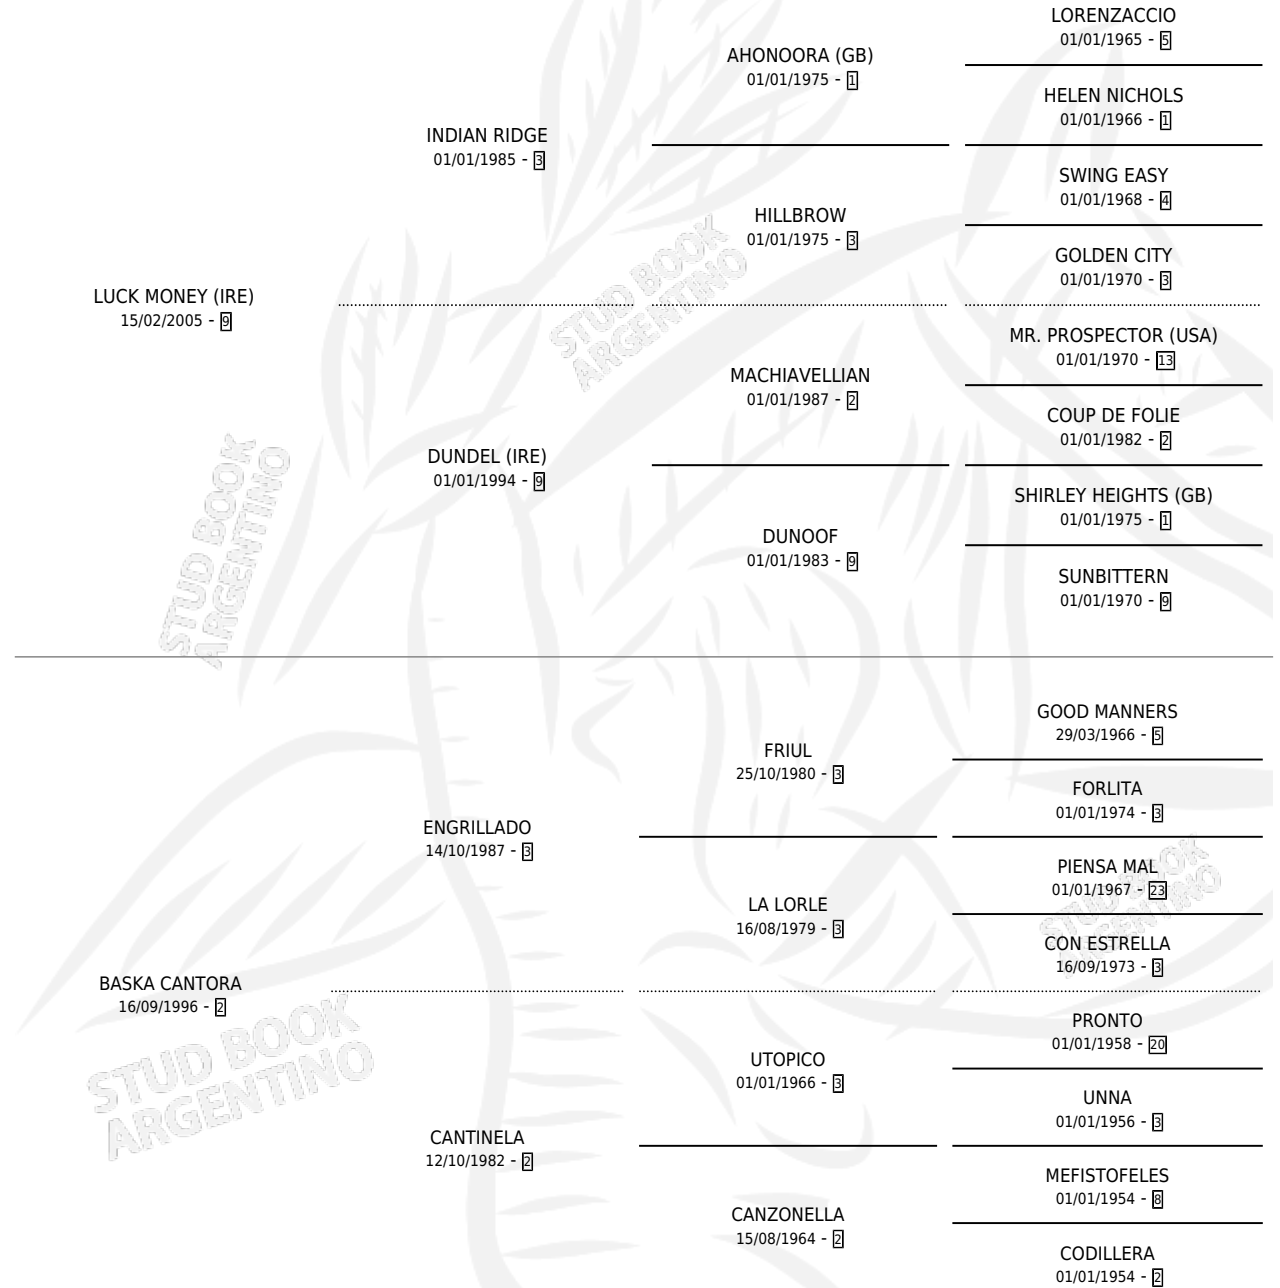 LORENZACCIO
01/01/1965 - 5
AHONOORA (GB)
01/01/1975 - 1
HELEN NICHOLS
01/01/1966 - 1
INDIAN RIDGE
01/01/1985 - 3
SWING EASY
01/01/1968 - 4
HILLBROW
01/01/1975 - 3
GOLDEN CITY
01/01/1970 - 3
LUCK MONEY (IRE)
15/02/2005 - 9
MR. PROSPECTOR (USA)
01/01/1970 - 13
MACHIAVELLIAN
01/01/1987 - 2
COUP DE FOLIE
01/01/1982 - 2
DUNDEL (IRE)
01/01/1994 - 9
SHIRLEY HEIGHTS (GB)
01/01/1975 - 1
DUNOOF
01/01/1983 - 9
SUNBITTERN
01/01/1970 - 9
STUD BOOK
ARGENTINO
STUD BOOK
ARGENTINO
GOOD MANNERS
29/03/1966 - 5
FRIUL
25/10/1980 - 3
FORLITA
01/01/1974 - 3
ENGRILLADO
14/10/1987 - 3
PIENSA MAL
01/01/1967 - 23
LA LORLE
16/08/1979 - 3
CON ESTRELLA
16/09/1973 - 3
BASKA CANTORA
16/09/1996 - 2
PRONTO
01/01/1958 - 20
UTOPICO
01/01/1966 - 3
UNNA
01/01/1956 - 3
CANTINELA
12/10/1982 - 2
MEFISTOFELES
01/01/1954 - 8
CANZONELLA
15/08/1964 - 2
CODILLERA
01/01/1954 - 2
STUD BOOK
ARGENTINO
STUD BOOK
ARGENTINO